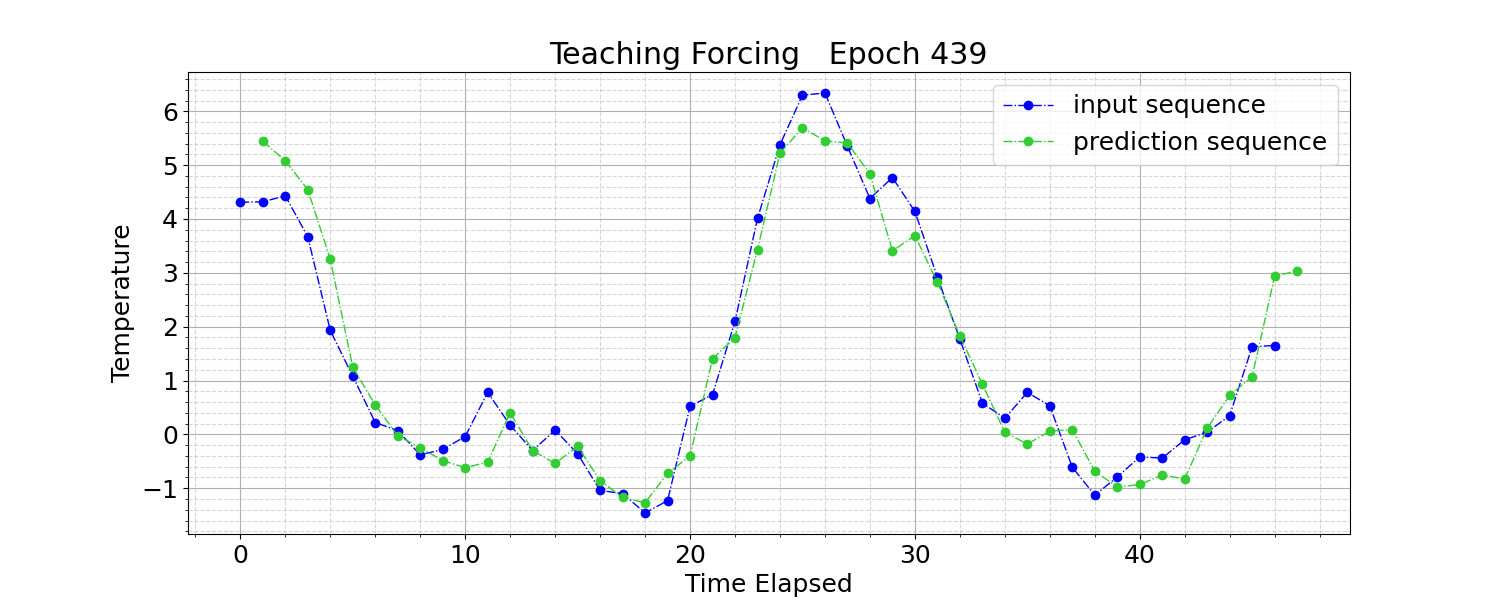 Teaching Forcing   Epoch 439
input sequence
prediction sequence
Temperature
6
5
4
3
2
1
0
−1
0 10 20 30 40
Time Elapsed